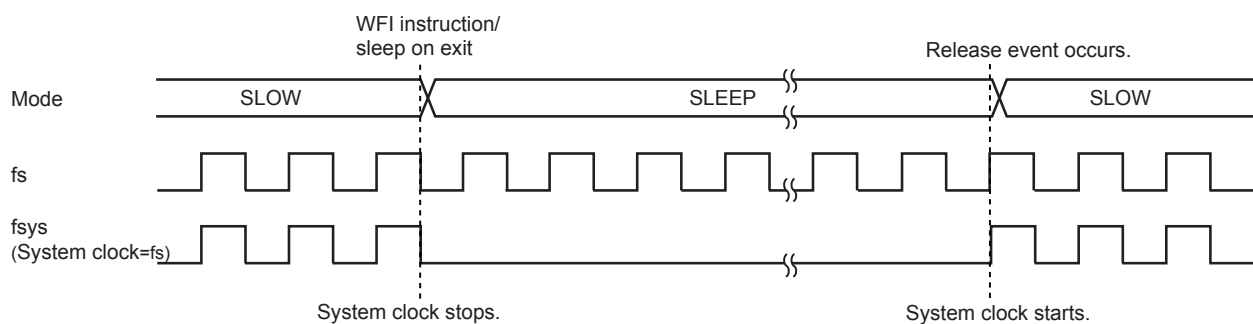 WFI instruction/
sleep on exit
Release event occurs.
Mode
SLOW
SLEEP
SLOW
fs
fsys
(System clock=fs)
System clock stops.
System clock starts.